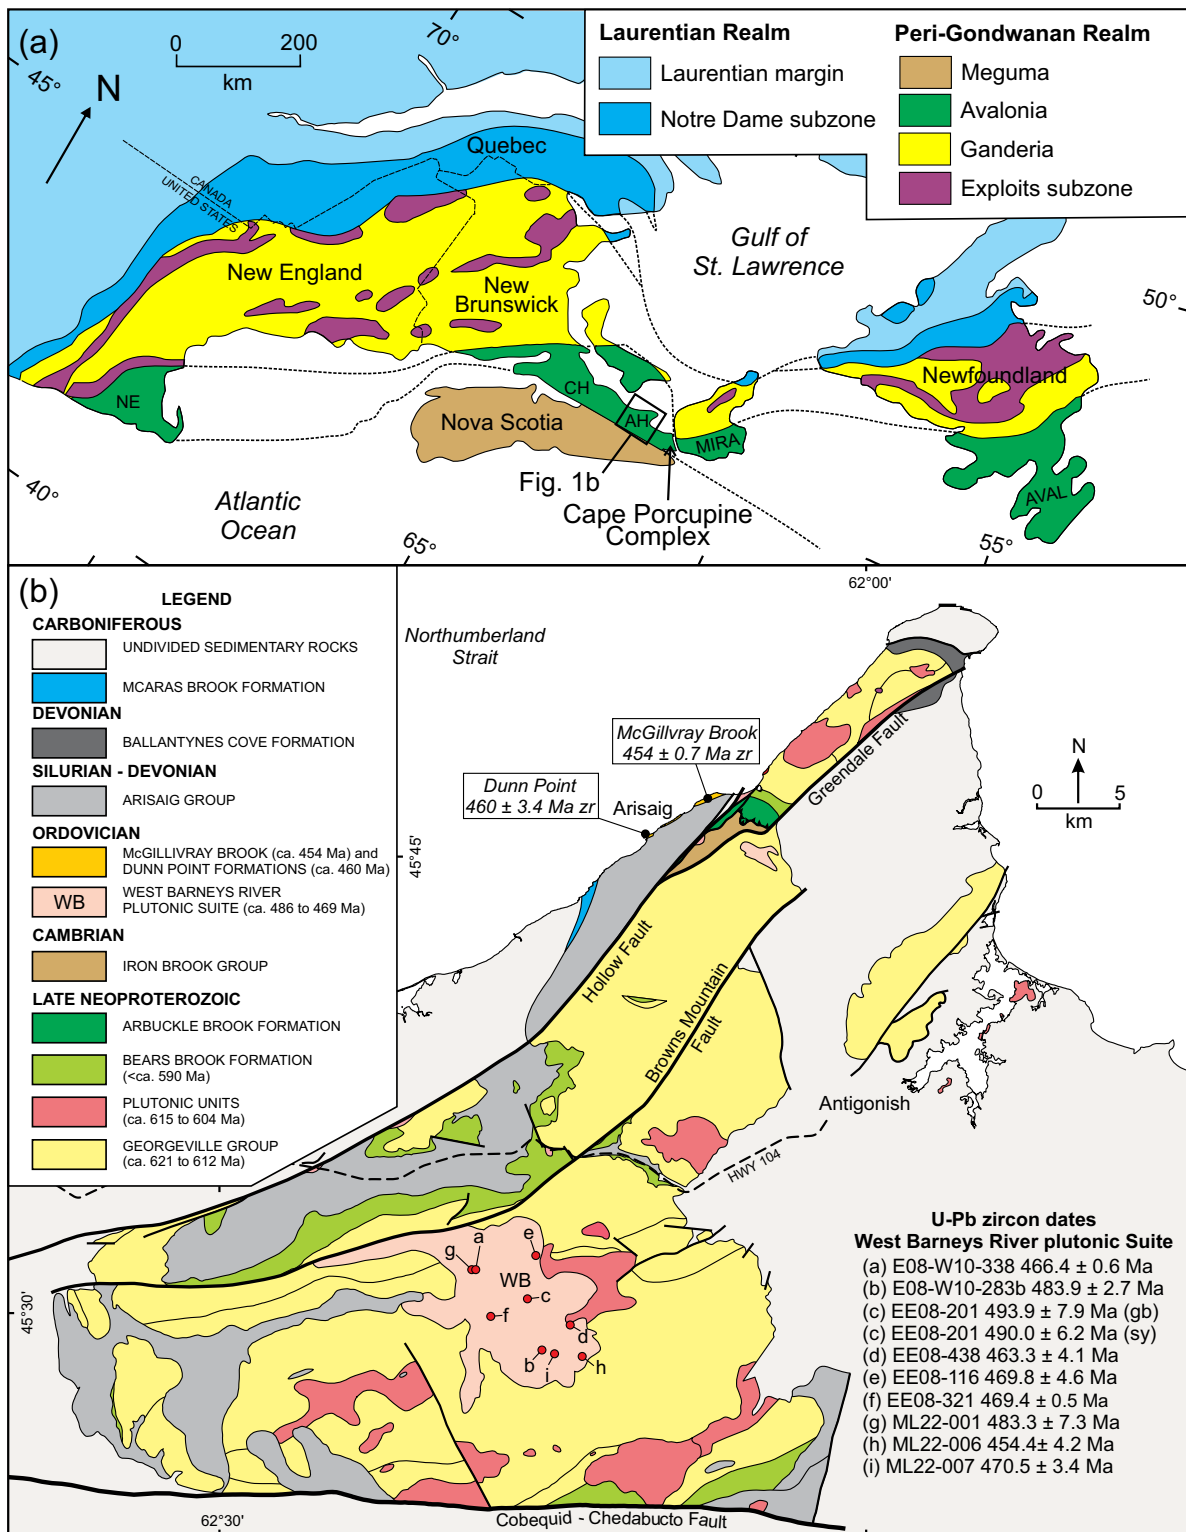 (a)
0 200
km
N
70°
45°
Laurentian Realm
Laurentian margin
Notre Dame subzone
Peri-Gondwanan Realm
Meguma
Avalonia
Ganderia
Exploits subzone
Quebec
CANADA
UNITED STATES
New England
New
Brunswick
Gulf of
St. Lawrence
50°
Newfoundland
NE
CH
AH
Nova Scotia
MIRA
AVAL
Fig. 1b
Cape Porcupine
Complex
Atlantic
Ocean
40°
65°
55°
(b)
LEGEND
CARBONIFEROUS
UNDIVIDED SEDIMENTARY ROCKS
MCARAS BROOK FORMATION
DEVONIAN
BALLANTYNES COVE FORMATION
SILURIAN - DEVONIAN
ARISAIG GROUP
ORDOVICIAN
McGILLIVRAY BROOK (ca. 454 Ma) and
DUNN POINT FORMATIONS (ca. 460 Ma)
WB
WEST BARNEYS RIVER
PLUTONIC SUITE (ca. 486 to 469 Ma)
CAMBRIAN
IRON BROOK GROUP
LATE NEOPROTEROZOIC
ARBUCKLE BROOK FORMATION
BEARS BROOK FORMATION
(<ca. 590 Ma)
PLUTONIC UNITS
(ca. 615 to 604 Ma)
GEORGEVILLE GROUP
(ca. 621 to 612 Ma)
62°00'
Northumberland
Strait
McGillvray Brook
454 ± 0.7 Ma zr
Dunn Point
460 ± 3.4 Ma zr
Arisaig
Greendale Fault
N
0 5
km
45°45'
Hollow Fault
Browns Mountain
Fault
Antigonish
HWY 104
g
a
e
WB
c
f
d
b
i
h
45°30'
62°30'
Cobequid - Chedabucto Fault
U-Pb zircon dates
West Barneys River plutonic Suite
(a) E08-W10-338 466.4 ± 0.6 Ma
(b) E08-W10-283b 483.9 ± 2.7 Ma
(c) EE08-201 493.9 ± 7.9 Ma (gb)
(c) EE08-201 490.0 ± 6.2 Ma (sy)
(d) EE08-438 463.3 ± 4.1 Ma
(e) EE08-116 469.8 ± 4.6 Ma
(f) EE08-321 469.4 ± 0.5 Ma
(g) ML22-001 483.3 ± 7.3 Ma
(h) ML22-006 454.4± 4.2 Ma
(i) ML22-007 470.5 ± 3.4 Ma